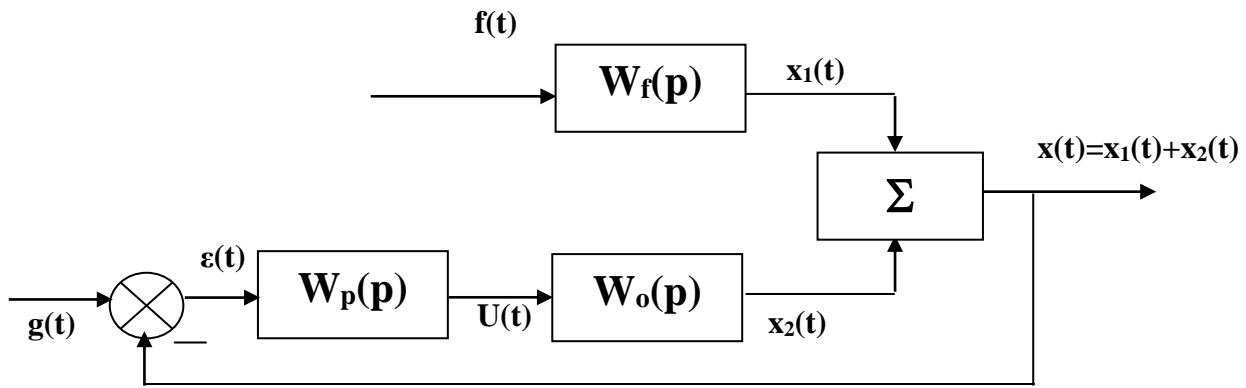 f(t)
W_f(p)
x₁(t)
x(t)=x₁(t)+x₂(t)
Σ
ε(t)
W_p(p)
W_o(p)
g(t)
U(t)
x₂(t)
—